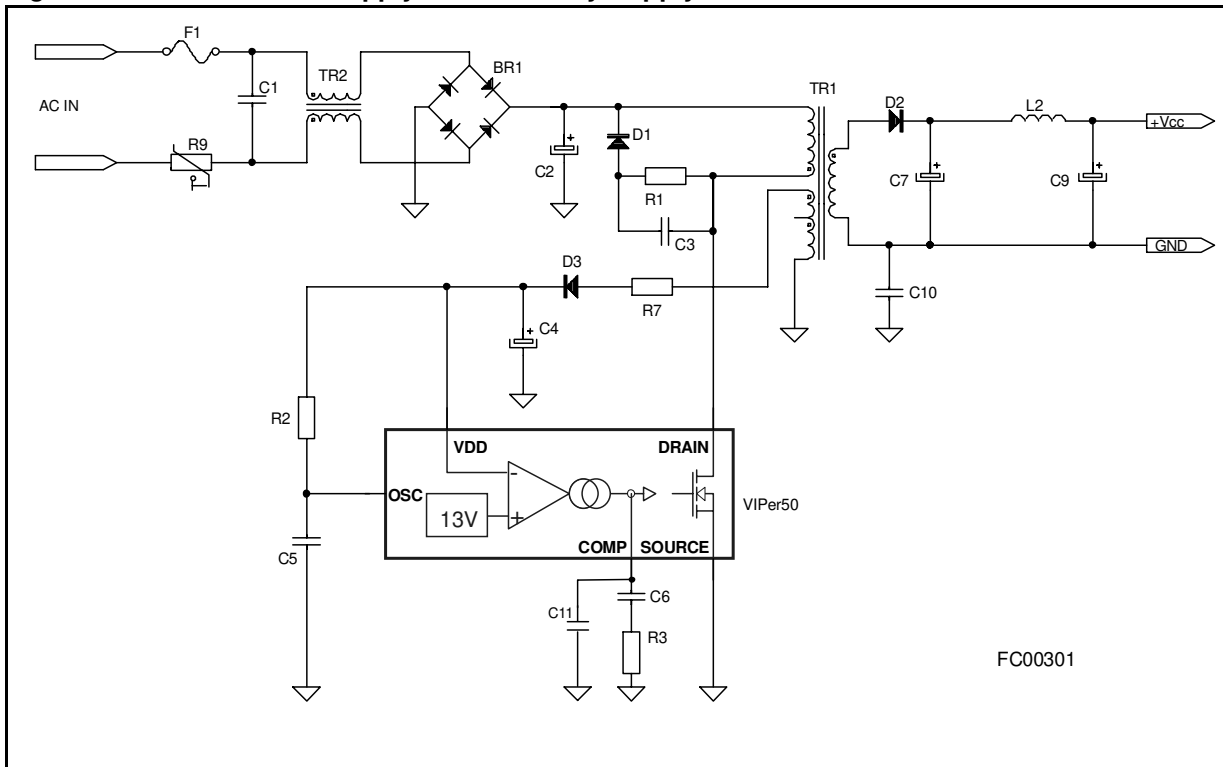 F1
TR2
BR1
C1
AC IN
R9
C2
D1
R1
C3
TR1
D2
L2
+Vcc
C7
C9
GND
C10
D3
R7
C4
R2
VDD
DRAIN
OSC
-
+
13V
VIPer50
COMP
SOURCE
C5
C11
C6
R3
FC00301